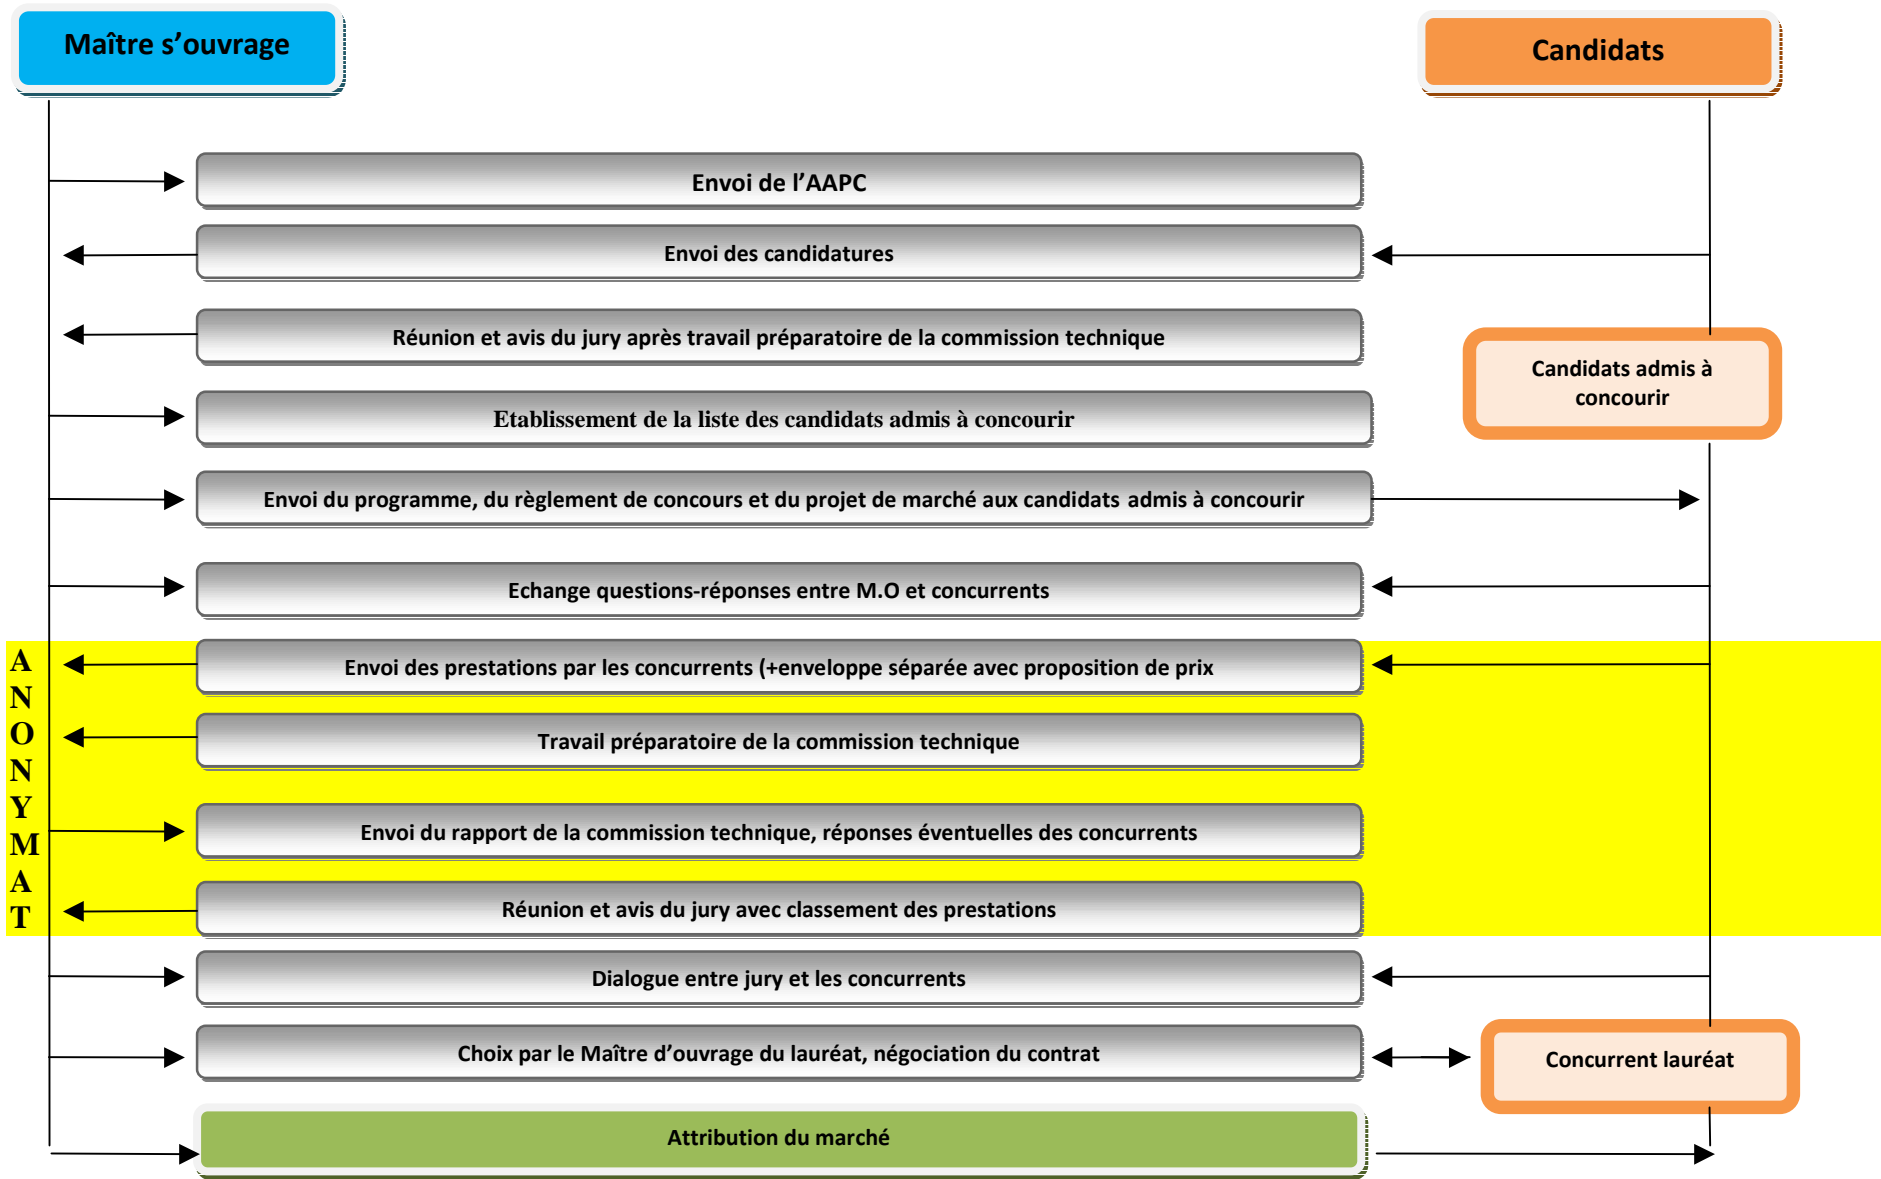 Maître s’ouvrage
Candidats
Envoi de l’AAPC
Envoi des candidatures
Réunion et avis du jury après travail préparatoire de la commission technique
Candidats admis à
concourir
Etablissement de la liste des candidats admis à concourir
Envoi du programme, du règlement de concours et du projet de marché aux candidats admis à concourir
Echange questions-réponses entre M.O et concurrents
A
N
O
N
Y
M
A
T
Envoi des prestations par les concurrents (+enveloppe séparée avec proposition de prix
Travail préparatoire de la commission technique
Envoi du rapport de la commission technique, réponses éventuelles des concurrents
Réunion et avis du jury avec classement des prestations
Dialogue entre jury et les concurrents
Choix par le Maître d’ouvrage du lauréat, négociation du contrat
Concurrent lauréat
Attribution du marché